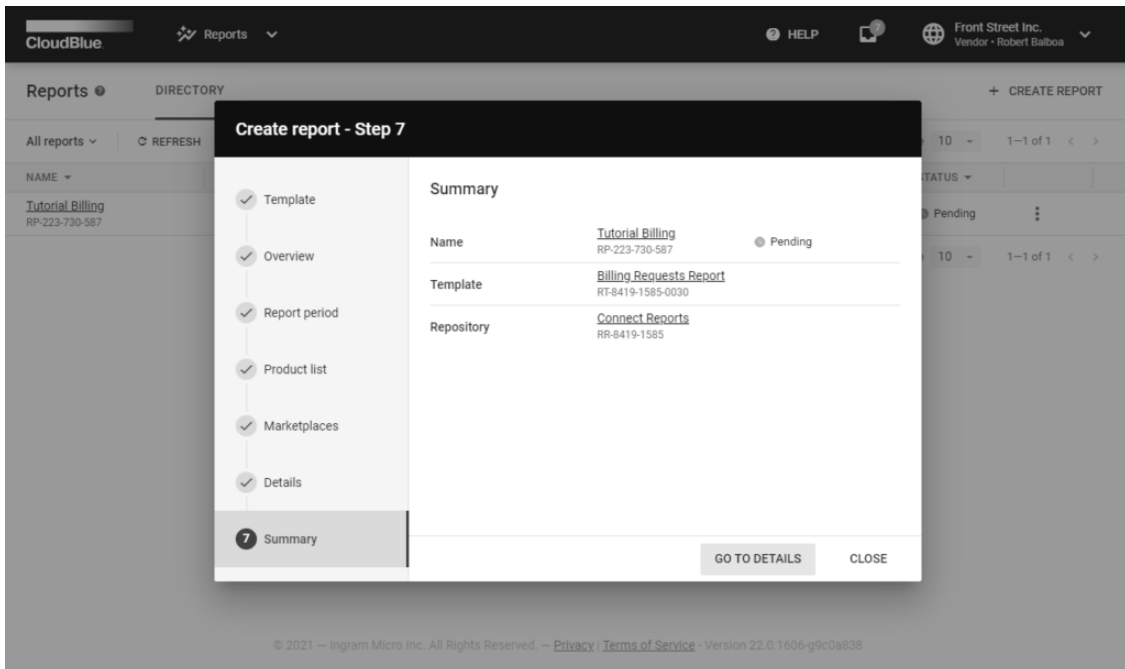 CloudBlue.
Reports
HELP
7
Front Street Inc.
Vendor • Robert Balboa
Reports
DIRECTORY
+ CREATE REPORT
All reports
REFRESH
10
1–1 of 1
NAME
STATUS
Tutorial Billing
RP-223-730-587
Pending
10
1–1 of 1
Create report - Step 7
Template
Overview
Report period
Product list
Marketplaces
Details
7 Summary
Summary
Name
Tutorial Billing
RP-223-730-587
Pending
Template
Billing Requests Report
RT-8419-1585-0030
Repository
Connect Reports
RR-8419-1585
GO TO DETAILS
CLOSE
© 2021 — Ingram Micro Inc. All Rights Reserved. — Privacy | Terms of Service - Version 22.0.1606-g9c0a838